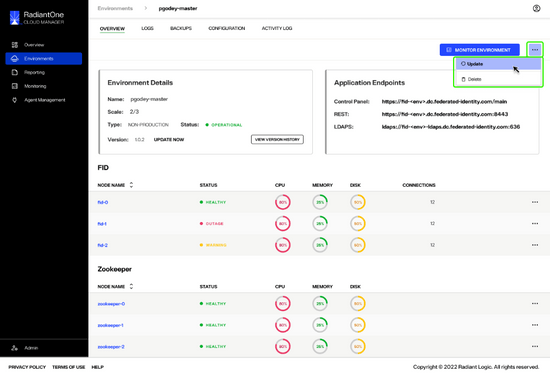 RadiantOne
CLOUD MANAGER
Environments > pgodey-master
OVERVIEW LOGS BACKUPS CONFIGURATION ACTIVITY LOG
Overview
Environments
Reporting
Monitoring
Agent Management
Admin
MONITOR ENVIRONMENT ...
Update
Delete
Environment Details
Name: pgodey-master
Scale: 2/3
Type: NON-PRODUCTION Status: OPERATIONAL
Version: 1.0.2 UPDATE NOW VIEW VERSION HISTORY
Application Endpoints
Control Panel: https://fid-<env>.dc.federated-identity.com/main
REST: https://fid-<env>.dc.federated-identity.com:8443
LDAPS: ldaps://fid-<env>-ldaps.dc.federated-identity.com:636
FID
NODE NAME STATUS CPU MEMORY DISK CONNECTIONS
fid-0 HEALTHY 80% 25% 50% 12 ...
fid-1 OUTAGE 80% 25% 50% 12 ...
fid-2 WARNING 80% 25% 50% 12 ...
Zookeeper
NODE NAME STATUS CPU MEMORY DISK
zookeeper-0 HEALTHY 80% 25% 50% ...
zookeeper-1 HEALTHY 80% 25% 50% ...
zookeeper-2 HEALTHY 80% 25% 50% ...
PRIVACY POLICY TERMS OF USE HELP Copyright © 2022 Radiant Logic. All rights reserved.